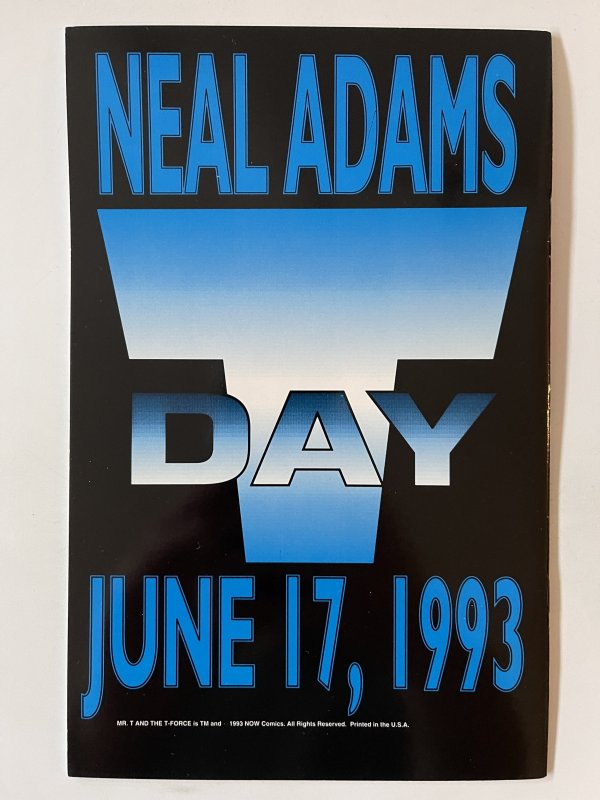 NEAL ADAMS
T
DAY
JUNE 17, 1993
MR. T AND THE T-FORCE is TM and · 1993 NOW Comics. All Rights Reserved. Printed in the U.S.A.